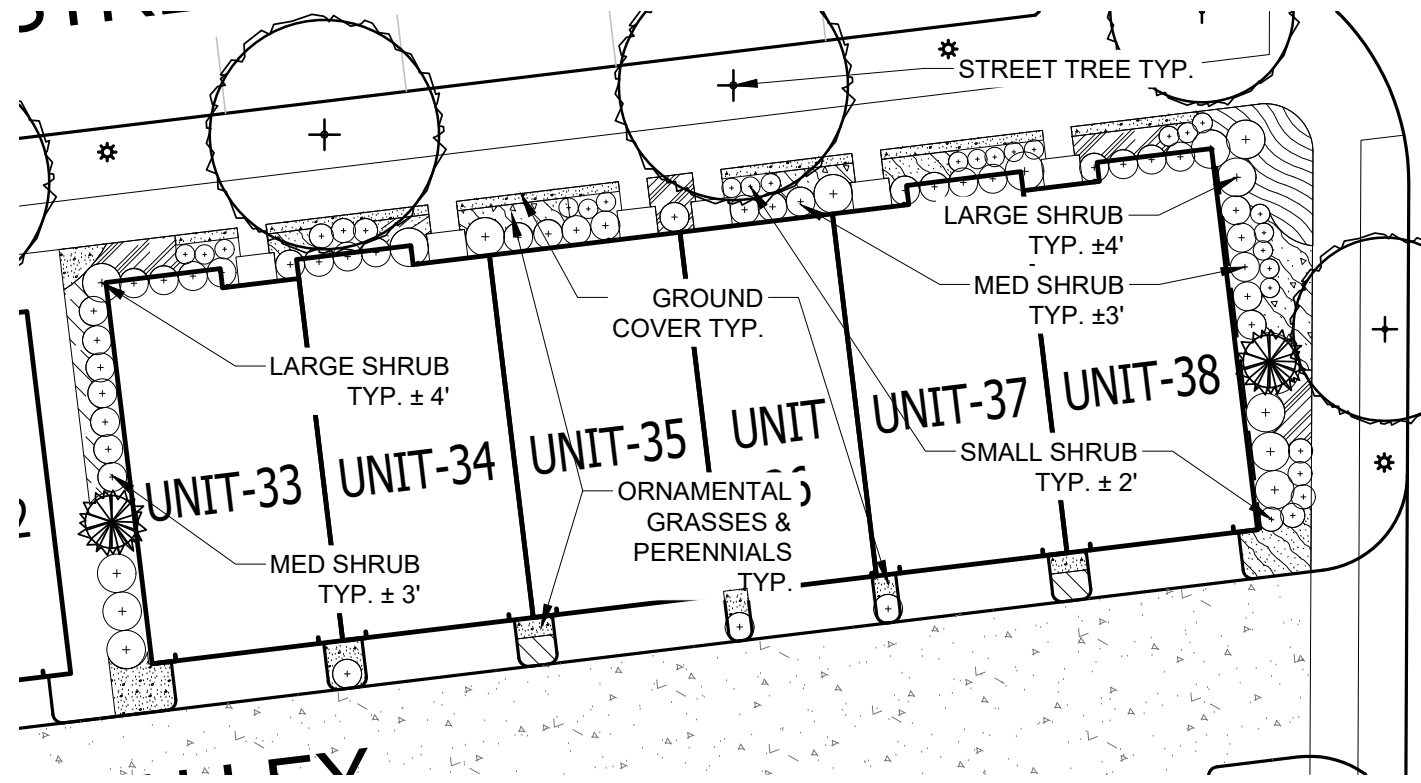 STREET TREE TYP.
LARGE SHRUB
TYP. ±4'
MED SHRUB
TYP. ±3'
GROUND
COVER TYP.
LARGE SHRUB
TYP. ± 4'
UNIT-33
UNIT-34
UNIT-35
UNIT
UNIT-37
UNIT-38
SMALL SHRUB
TYP. ± 2'
ORNAMENTAL
GRASSES &
PERENNIALS
TYP.
MED SHRUB
TYP. ± 3'